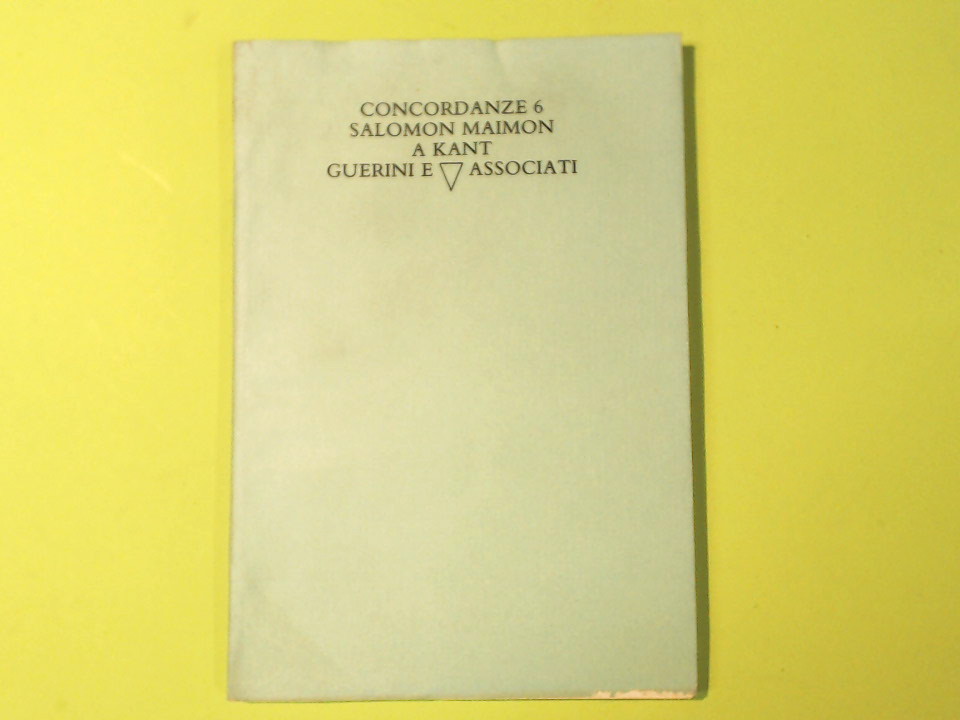 CONCORDANZE 6
SALOMON MAIMON
A KANT
GUERINI E ASSOCIATI